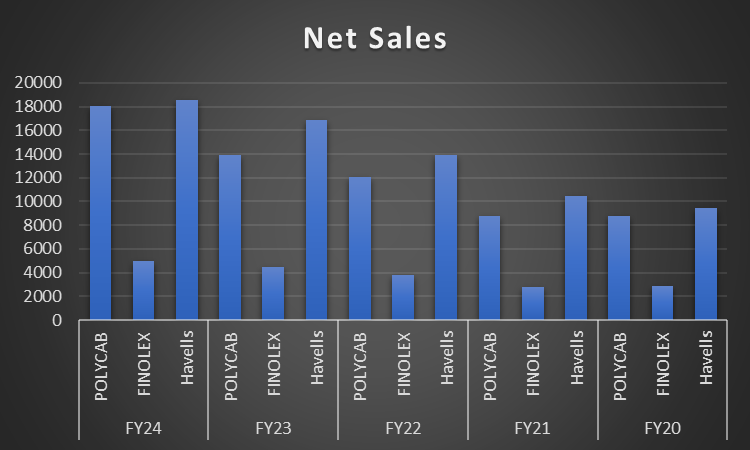 Net Sales
20000
18000
16000
14000
12000
10000
8000
6000
4000
2000
0
POLYCAB
FINOLEX
Havells
POLYCAB
FINOLEX
Havells
POLYCAB
FINOLEX
Havells
POLYCAB
FINOLEX
Havells
POLYCAB
FINOLEX
Havells
FY24
FY23
FY22
FY21
FY20